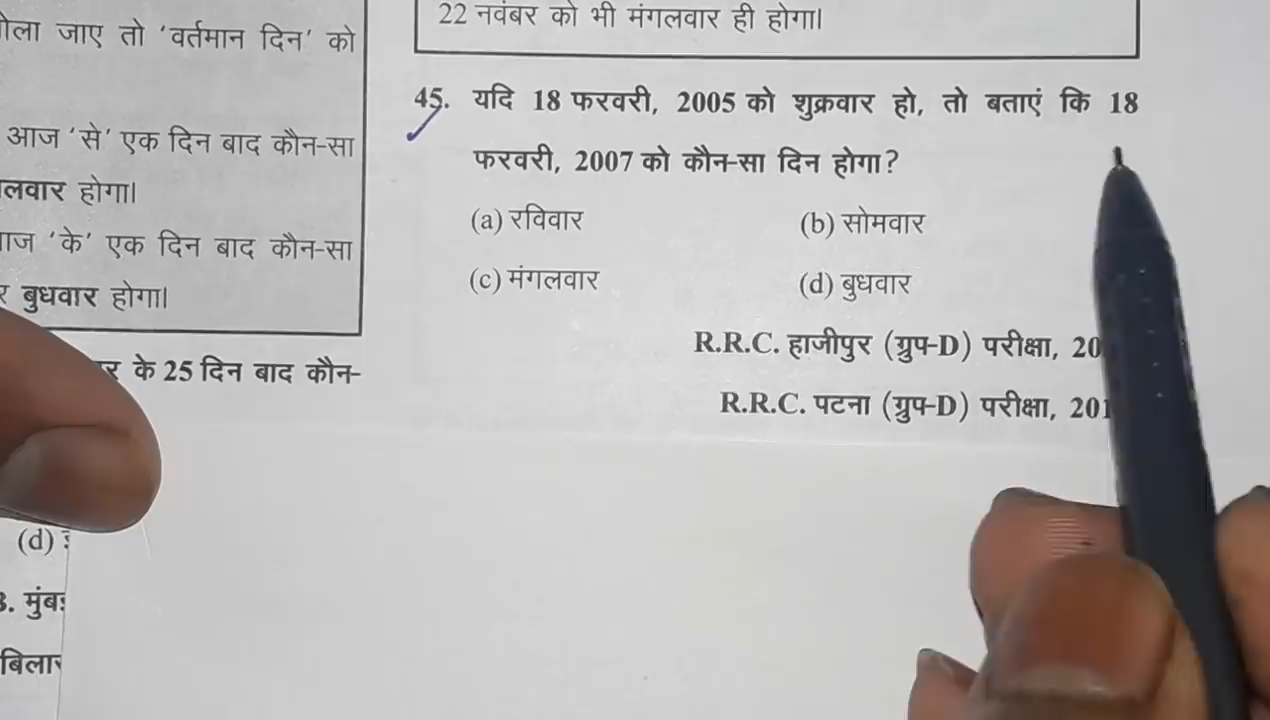 ोला जाए तो 'वर्तमान दिन' को
आज 'से' एक दिन बाद कौन-सा
लवार होगा।
'के' एक दिन बाद कौन-सा
बुधवार होगा।
के 25 दिन बाद कौन-
(d)
22 नवंबर को भी मंगलवार ही होगा।
45. यदि 18 फरवरी, 2005 को शुक्रवार हो, तो बताएं कि 18
फरवरी, 2007 को कौन-सा दिन होगा?
(a) रविवार
(b) सोमवार
(c) मंगलवार
(d) बुधवार
R.R.C. हाजीपुर (ग्रुप-D) परीक्षा, 20
R.R.C. पटना (ग्रुप-D) परीक्षा, 201